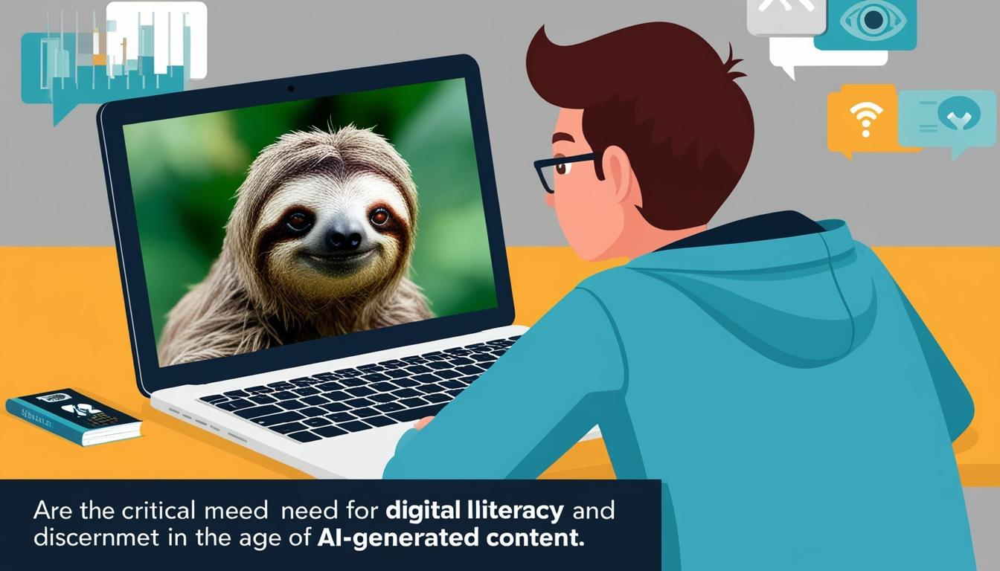 Are the critical meed need for digital lliteracy and
discernmet in the age of AI-generated content.